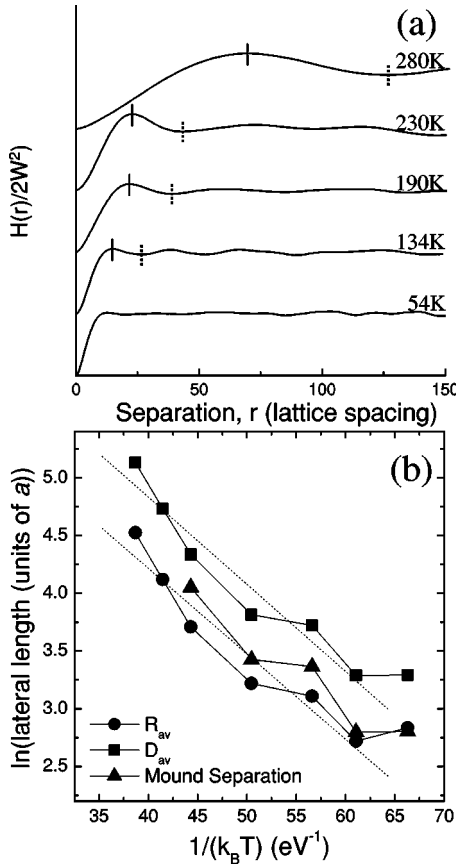 (a)
280K
230K
190K
134K
54K
H(r)/2W²
0 50 100 150
Separation, r (lattice spacing)
(b)
ln(lateral length (units of a))
5.0
4.5
4.0
3.5
3.0
2.5
R_av
D_av
Mound Separation
35 40 45 50 55 60 65 70
1/(k_BT) (eV⁻¹)